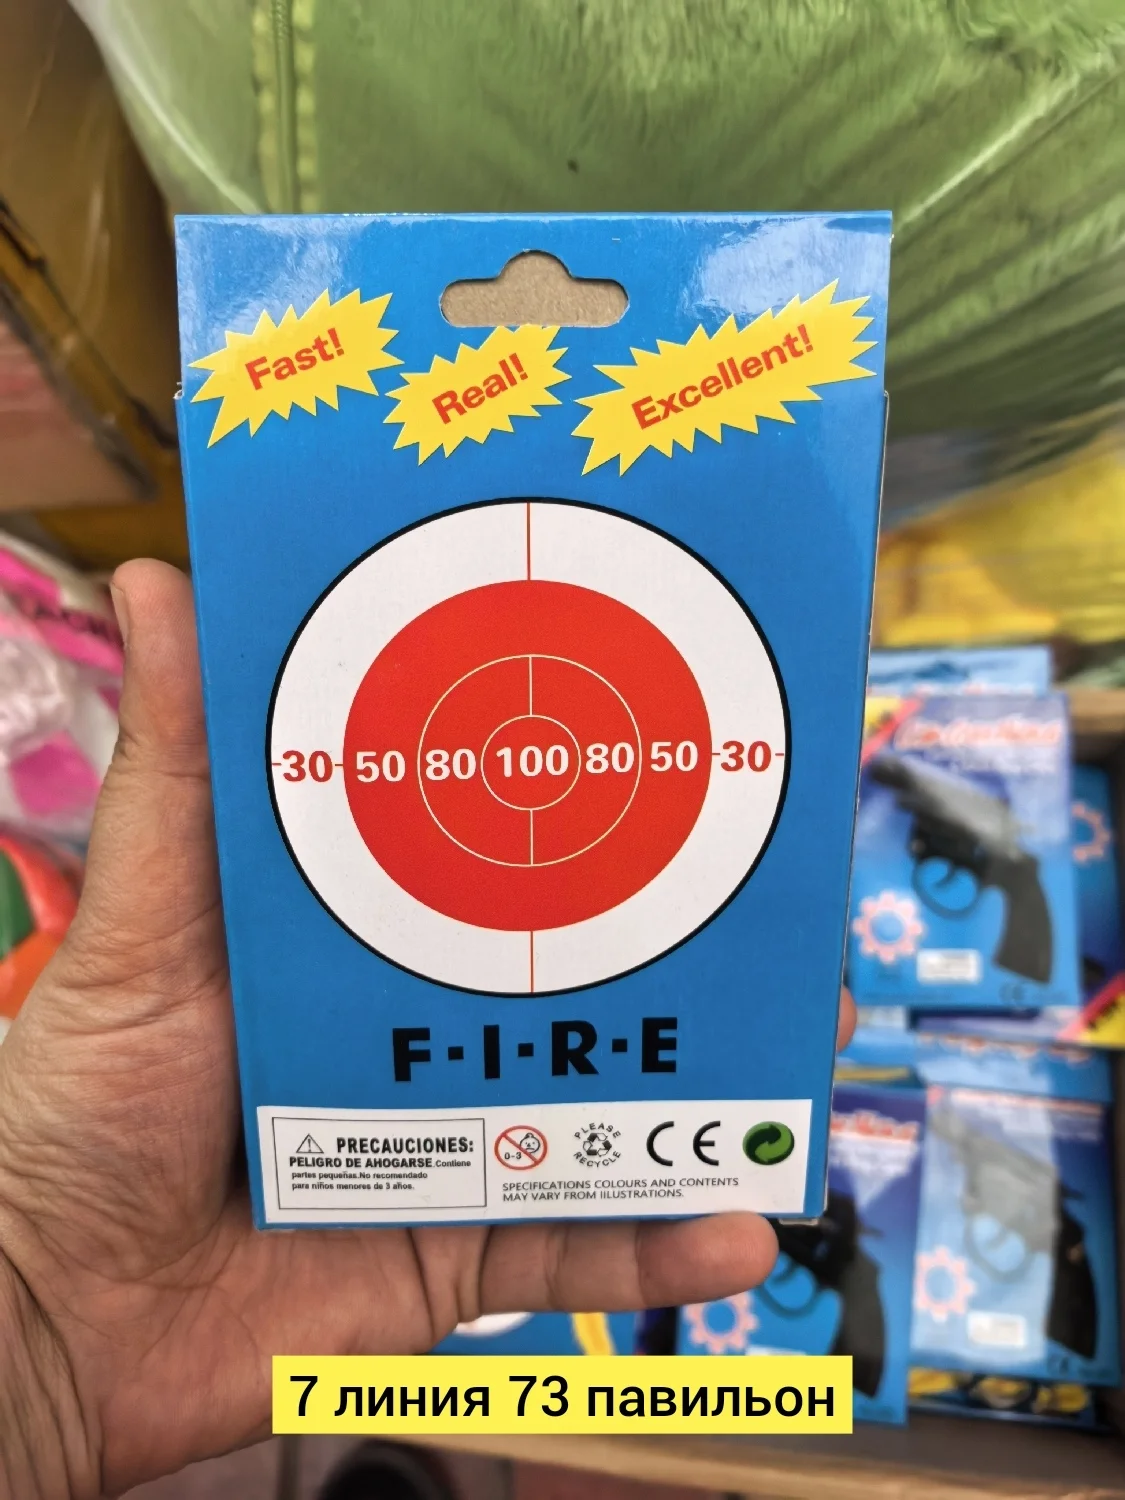 Fast!
Real!
Excellent!
30 50 80 100 80 50 30
F·I·R·E
PRECAUCIONES:
PELIGRO DE AHOGARSE.Contiene
partes pequeñas.No recomendado
para niños menores de 3 años.
0-3
PLEASE
RECYCLE
CE
SPECIFICATIONS COLOURS AND CONTENTS
MAY VARY FROM IILUSTRATIONS.
7 линия 73 павильон